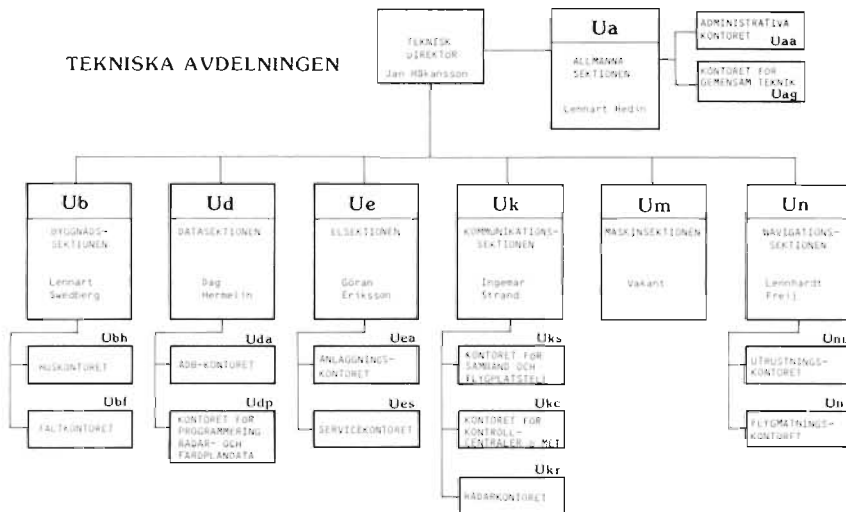 TEKNISKA AVDELNINGEN
TEKNISK
DIREKTÖR
Jan Håkansson
Ua
ALLMÄNNA
SEKTIONEN
Lennart Hedin
ADMINISTRATIVA
KONTORET
Uaa
KONTORET FÖR
GEMENSAM TEKNIK
Uag
Ub
BYGGNADS-
SEKTIONEN
Lennart
Swedberg
Ubh
HUSKONTORET
Ubf
FÄLTKONTORET
Ud
DATASEKTIONEN
Dag
Hermelin
Uda
ADB-KONTORET
Udp
KONTORET FÖR
PROGRAMMERING
RADAR- OCH
FÄRDPLANDATA
Ue
ELSEKTIONEN
Göran
Eriksson
Uea
ANLÄGGNINGS-
KONTORET
Ues
SERVICEKONTORET
Uk
KOMMUNIKATIONS-
SEKTIONEN
Ingemar
Strand
Uks
KONTORET FÖR
SAMBAND OCH
FLYGPLATSTELE
Ukc
KONTORET FÖR
KONTROLL-
CENTRALER o MCT
Ukr
RADARKONTORET
Um
MASKINSEKTIONEN
Vakant
Un
NAVIGATIONS-
SEKTIONEN
Lennhardt
Freij
UTRUSTNINGS-
KONTORET
FLYGMÄTNINGS-
KONTORET